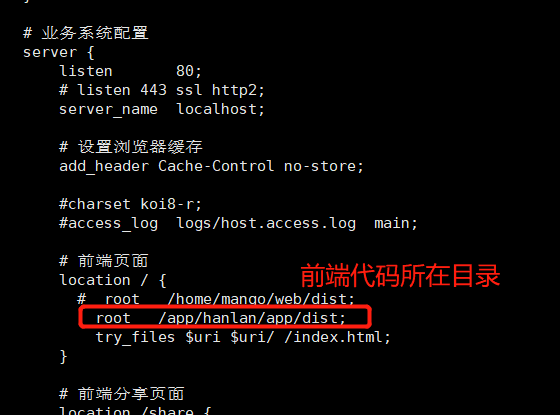 }
# 业务系统配置
server {
listen       80;
# listen 443 ssl http2;
server_name  localhost;
# 设置浏览器缓存
add_header Cache-Control no-store;
#charset koi8-r;
#access_log  logs/host.access.log  main;
# 前端页面
location / {
前端代码所在目录
#  root   /home/mango/web/dist;
root   /app/hanlan/app/dist;
try_files $uri $uri/ /index.html;
}
# 前端分享页面
location /share {